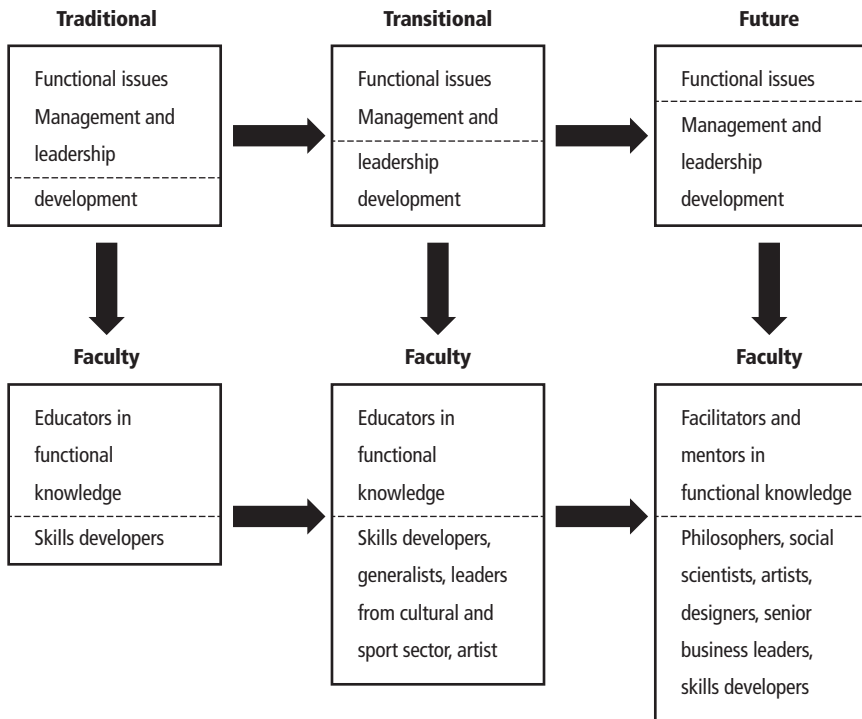 Traditional
Functional issues
Management and
leadership
development
Transitional
Functional issues
Management and
leadership
development
Future
Functional issues
Management and
leadership
development
Faculty
Educators in
functional
knowledge
Skills developers
Faculty
Educators in
functional
knowledge
Skills developers,
generalists, leaders
from cultural and
sport sector, artist
Faculty
Facilitators and
mentors in
functional knowledge
Philosophers, social
scientists, artists,
designers, senior
business leaders,
skills developers